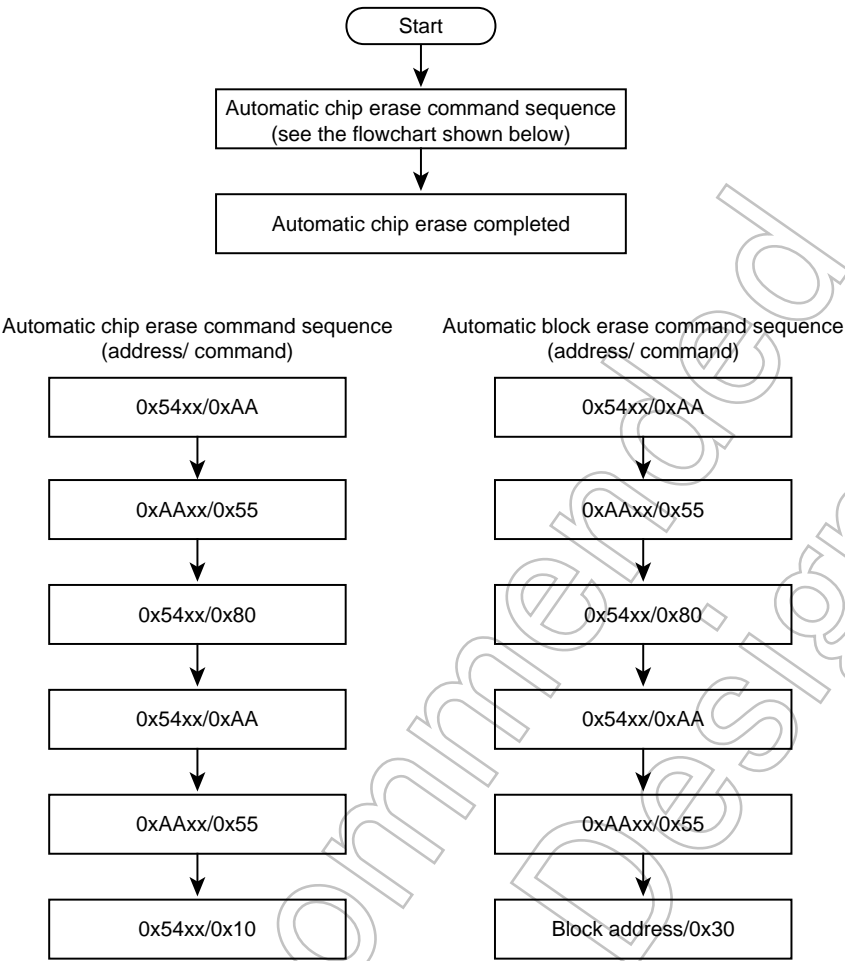 Start
Automatic chip erase command sequence
(see the flowchart shown below)
Automatic chip erase completed
Automatic chip erase command sequence
(address/ command)
0x54xx/0xAA
0xAAxx/0x55
0x54xx/0x80
0x54xx/0xAA
0xAAxx/0x55
0x54xx/0x10
Automatic block erase command sequence
(address/ command)
0x54xx/0xAA
0xAAxx/0x55
0x54xx/0x80
0x54xx/0xAA
0xAAxx/0x55
Block address/0x30